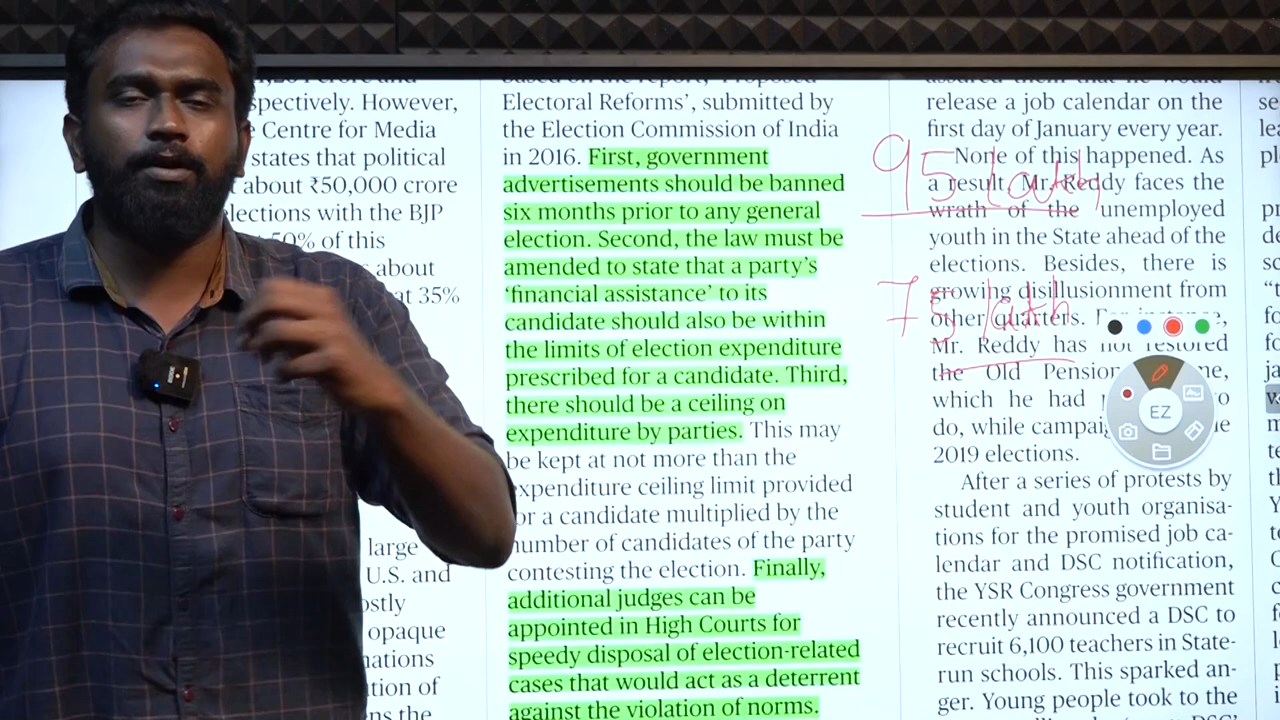 spectively. However,
Centre for Media
states that political
about ₹50,000 crore
elections with the BJP
50% of this
about
at 35%
large
U.S. and
ostly
opaque
nations
tion of
ns the
based on the report, 'Proposed
Electoral Reforms', submitted by
the Election Commission of India
in 2016. First, government
advertisements should be banned
six months prior to any general
election. Second, the law must be
amended to state that a party's
'financial assistance' to its
candidate should also be within
the limits of election expenditure
prescribed for a candidate. Third,
there should be a ceiling on
expenditure by parties. This may
be kept at not more than the
expenditure ceiling limit provided
for a candidate multiplied by the
number of candidates of the party
contesting the election. Finally,
additional judges can be
appointed in High Courts for
speedy disposal of election-related
cases that would act as a deterrent
against the violation of norms.
assured them that he would
release a job calendar on the
first day of January every year.
None of this happened. As
a result, Mr. Reddy faces the
wrath of the unemployed
youth in the State ahead of the
elections. Besides, there is
growing disillusionment from
other quarters. For instance,
Mr. Reddy has not restored
the Old Pension
which he had
do, while
2019 elections.
After a series of protests by
student and youth organisa-
tions for the promised job ca-
lendar and DSC notification,
the YSR Congress government
recently announced a DSC to
recruit 6,100 teachers in State-
run schools. This sparked an-
ger. Young people took to the
95 lakh
75 lakh
EZ